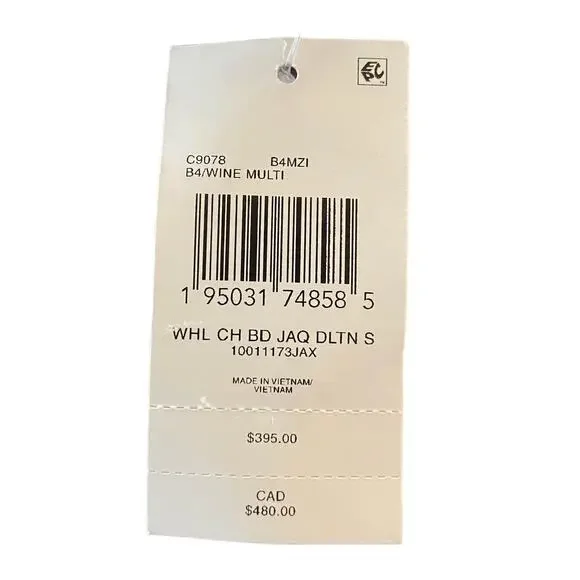 EPC
C9078 B4MZI
B4/WINE MULTI
1 95031 74858 5
WHL CH BD JAQ DLTN S
10011173JAX
MADE IN VIETNAM/
VIETNAM
$395.00
CAD
$480.00